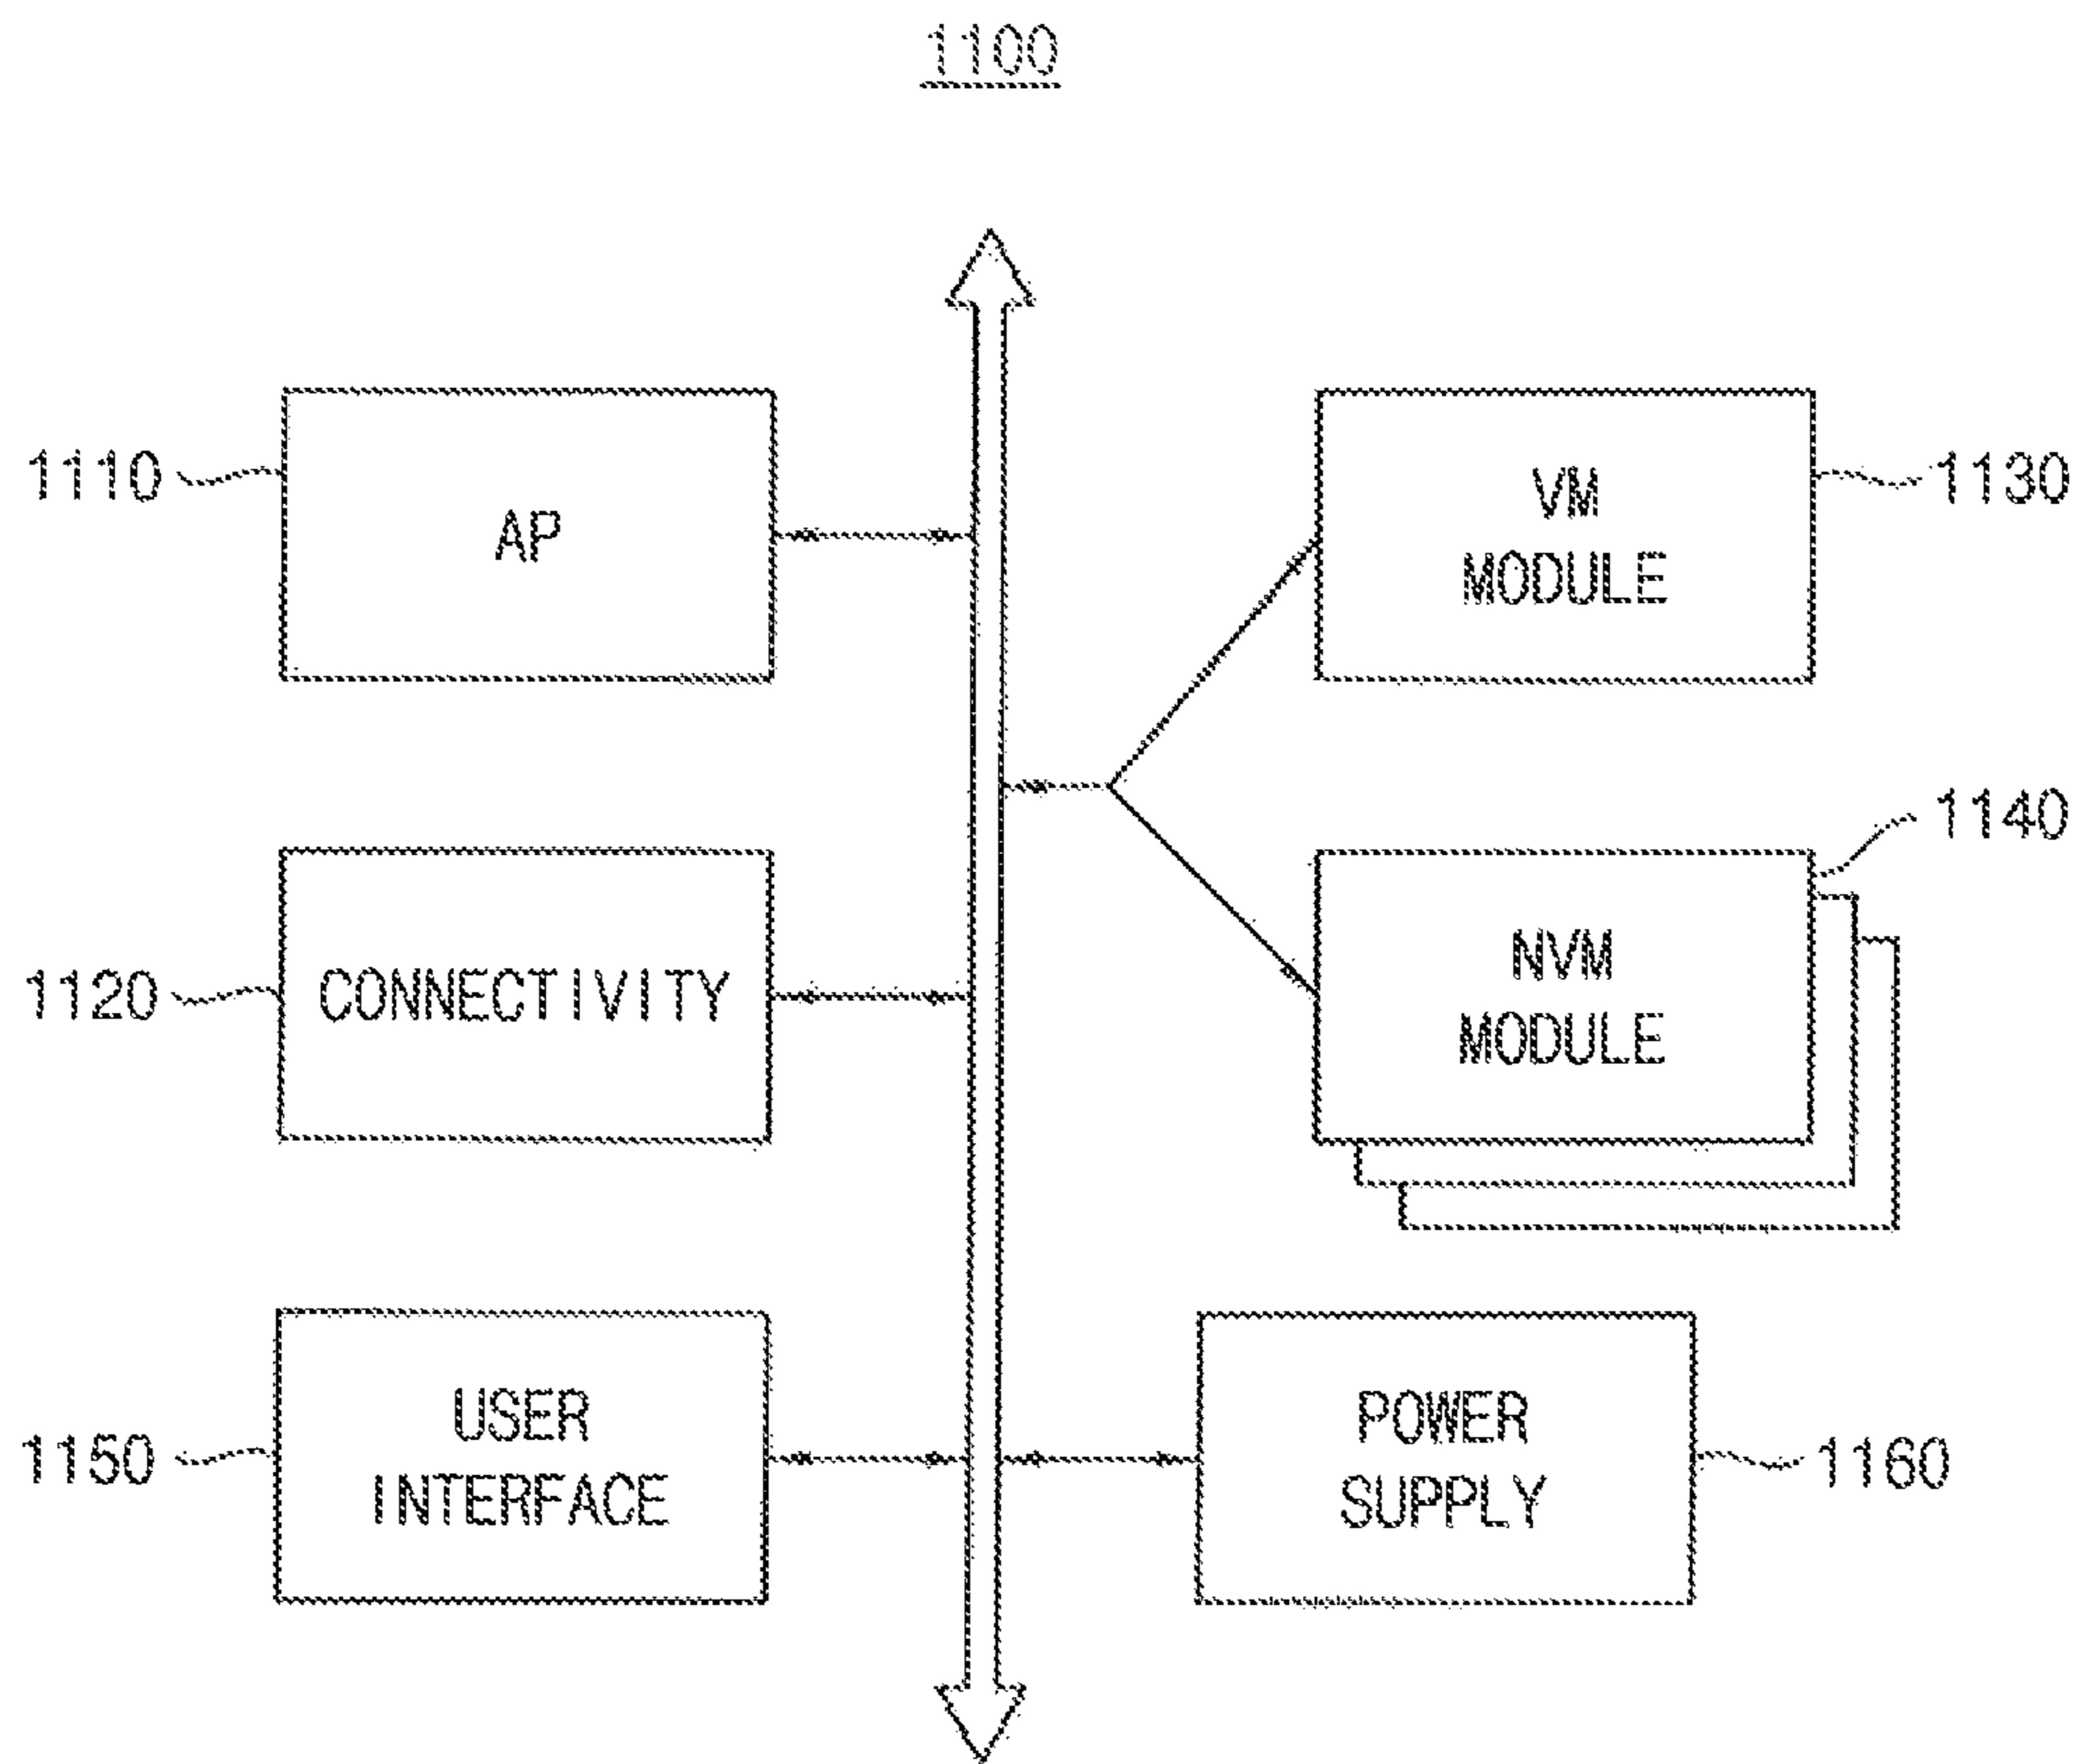 1100
1110
AP
VM
MODULE
1130
1120
CONNECTIVITY
NVM
MODULE
1140
1150
USER
INTERFACE
POWER
SUPPLY
1160